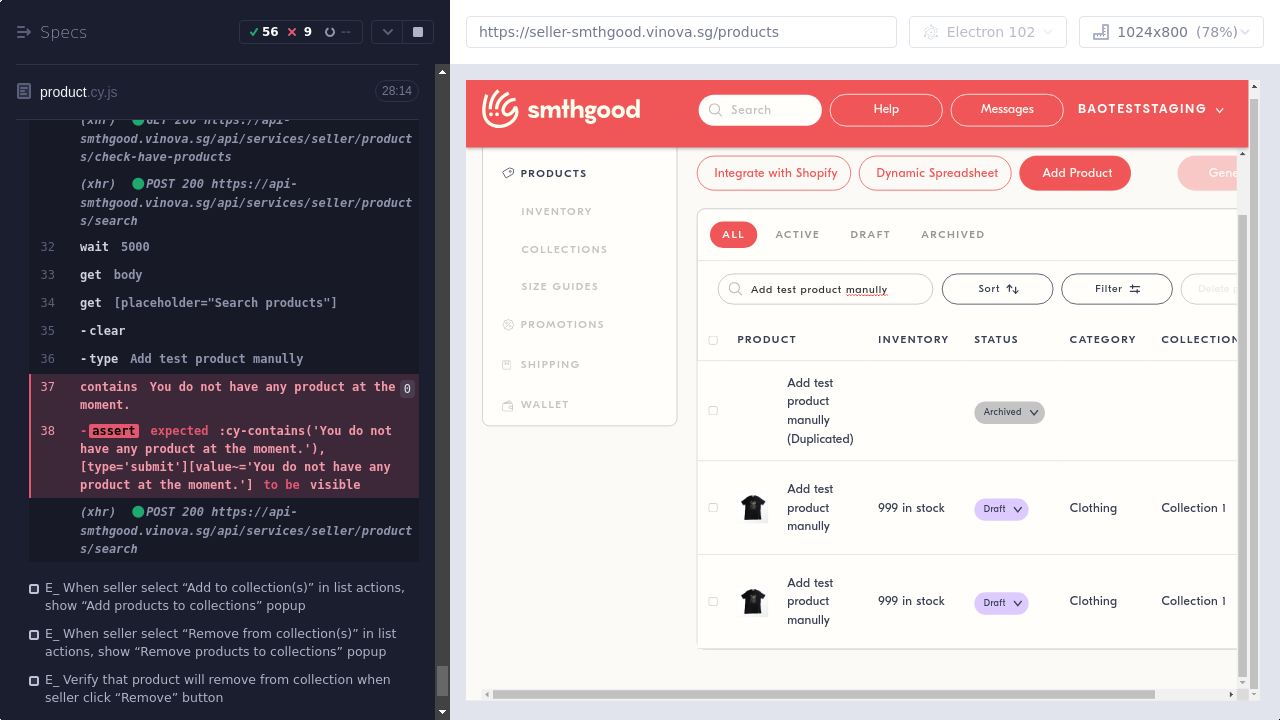 Specs
56
9
--
https://seller-smthgood.vinova.sg/products
Electron 102
1024x800 (78%)
product.cy.js
28:14
(xhr) GET 200 https://api-
smthgood.vinova.sg/api/services/seller/product
s/check-have-products
(xhr) POST 200 https://api-
smthgood.vinova.sg/api/services/seller/product
s/search
32 wait 5000
33 get body
34 get [placeholder="Search products"]
35 -clear
36 -type Add test product manully
37 contains You do not have any product at the 0
moment.
38 -assert expected :cy-contains('You do not
have any product at the moment.'),
[type='submit'][value~='You do not have any
product at the moment.'] to be visible
(xhr) POST 200 https://api-
smthgood.vinova.sg/api/services/seller/product
s/search
E_ When seller select “Add to collection(s)” in list actions,
show “Add products to collections” popup
E_ When seller select “Remove from collection(s)” in list
actions, show “Remove products to collections” popup
E_ Verify that product will remove from collection when
seller click “Remove” button
smthgood
Search
Help
Messages
BAOTESTSTAGING
PRODUCTS
INVENTORY
COLLECTIONS
SIZE GUIDES
PROMOTIONS
SHIPPING
WALLET
Integrate with Shopify
Dynamic Spreadsheet
Add Product
Gene
ALL
ACTIVE
DRAFT
ARCHIVED
Add test product manully
Sort
Filter
Delete p
PRODUCT
INVENTORY
STATUS
CATEGORY
COLLECTION
Add test
product
manully
(Duplicated)
Archived
Add test
product
manully
999 in stock
Draft
Clothing
Collection 1
Add test
product
manully
999 in stock
Draft
Clothing
Collection 1